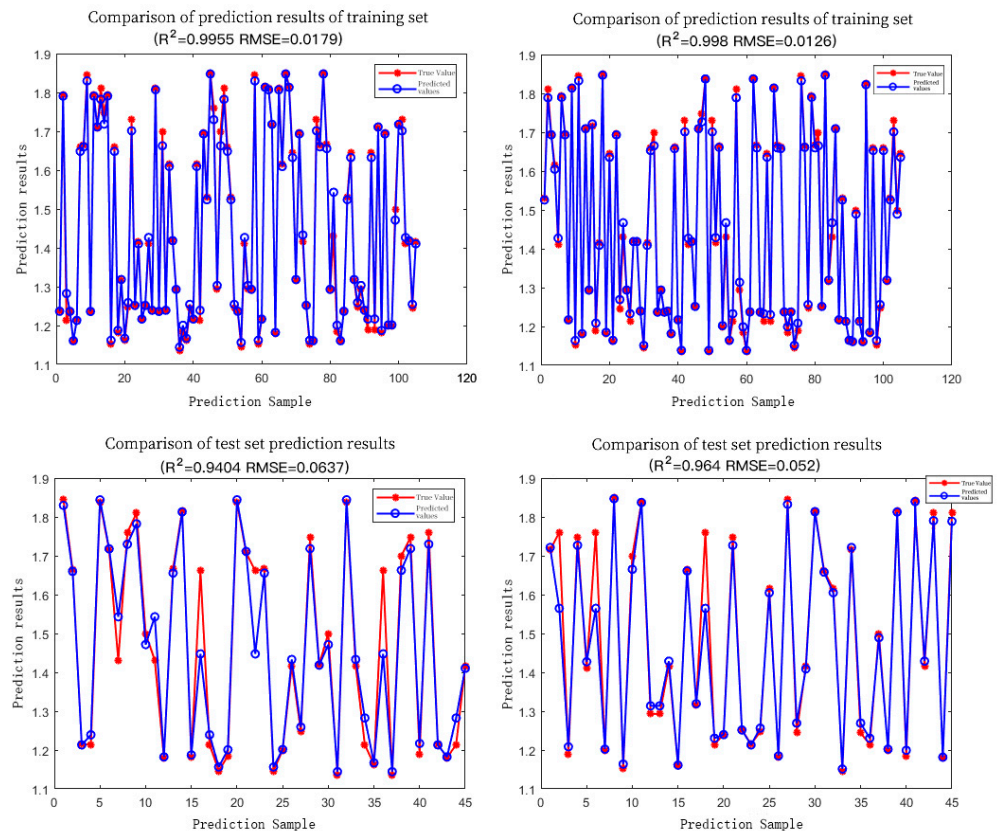 Comparison of prediction results of training set
(R²=0.9955 RMSE=0.0179)
1.9
1.8
1.7
1.6
1.5
1.4
1.3
1.2
1.1
Prediction results
True Value
Predicted
values
0 20 40 60 80 100 120
Prediction Sample
Comparison of prediction results of training set
(R²=0.998 RMSE=0.0126)
1.9
1.8
1.7
1.6
1.5
1.4
1.3
1.2
1.1
Prediction results
True Value
Predicted
values
0 20 40 60 80 100 120
Prediction Sample
Comparison of test set prediction results
(R²=0.9404 RMSE=0.0637)
1.9
1.8
1.7
1.6
1.5
1.4
1.3
1.2
1.1
Prediction results
True Value
Predicted
values
0 5 10 15 20 25 30 35 40 45
Prediction Sample
Comparison of test set prediction results
(R²=0.964 RMSE=0.052)
1.9
1.8
1.7
1.6
1.5
1.4
1.3
1.2
1.1
Prediction results
True Value
Predicted
values
0 5 10 15 20 25 30 35 40 45
Prediction Sample